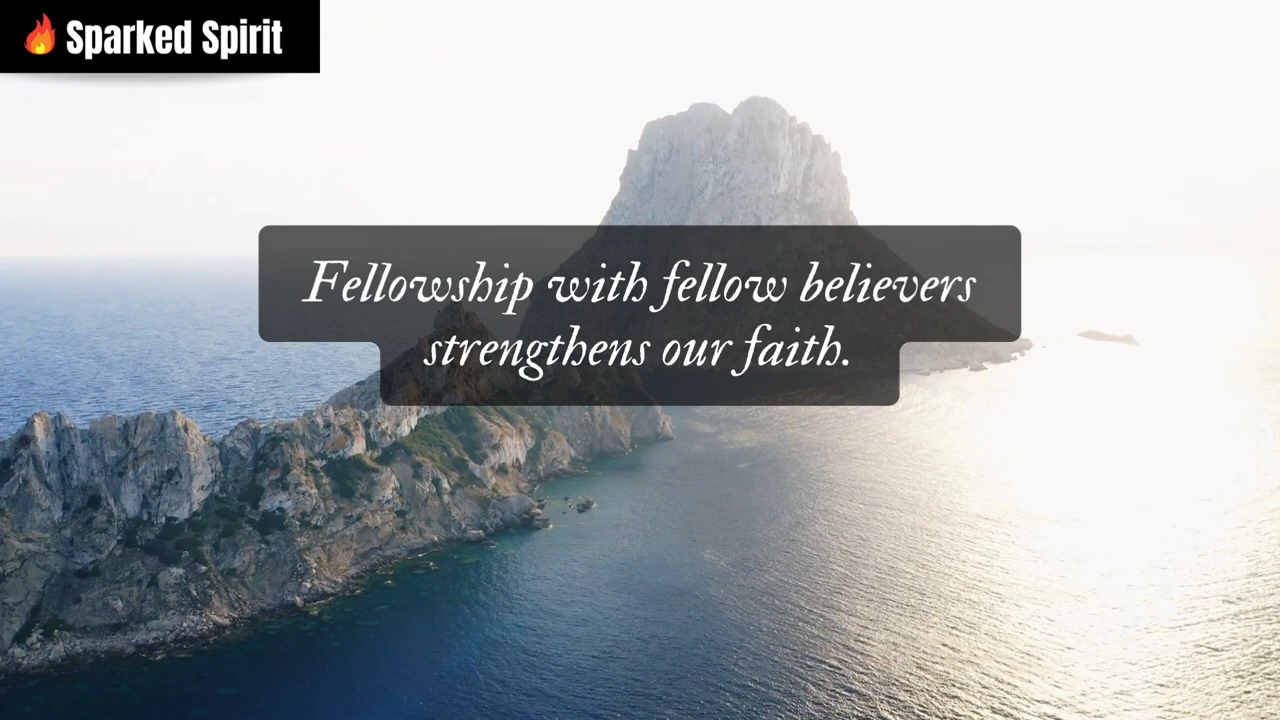 🔥 Sparked Spirit
Fellowship with fellow believers
strengthens our faith.